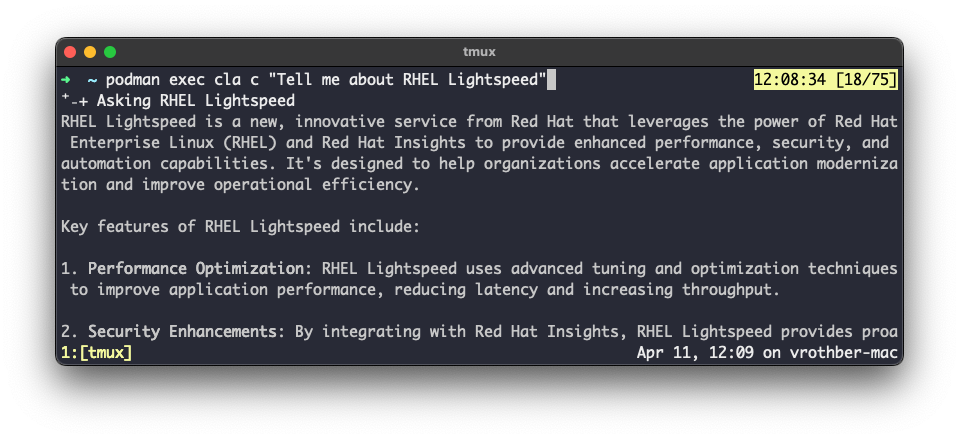 tmux
➜  ~ podman exec cla c "Tell me about RHEL Lightspeed" 12:08:34 [18/75]
⁺₋+ Asking RHEL Lightspeed
RHEL Lightspeed is a new, innovative service from Red Hat that leverages the power of Red Hat
 Enterprise Linux (RHEL) and Red Hat Insights to provide enhanced performance, security, and
automation capabilities. It's designed to help organizations accelerate application moderniza
tion and improve operational efficiency.
Key features of RHEL Lightspeed include:
1. Performance Optimization: RHEL Lightspeed uses advanced tuning and optimization techniques
 to improve application performance, reducing latency and increasing throughput.
2. Security Enhancements: By integrating with Red Hat Insights, RHEL Lightspeed provides proa
1:[tmux] Apr 11, 12:09 on vrothber-mac